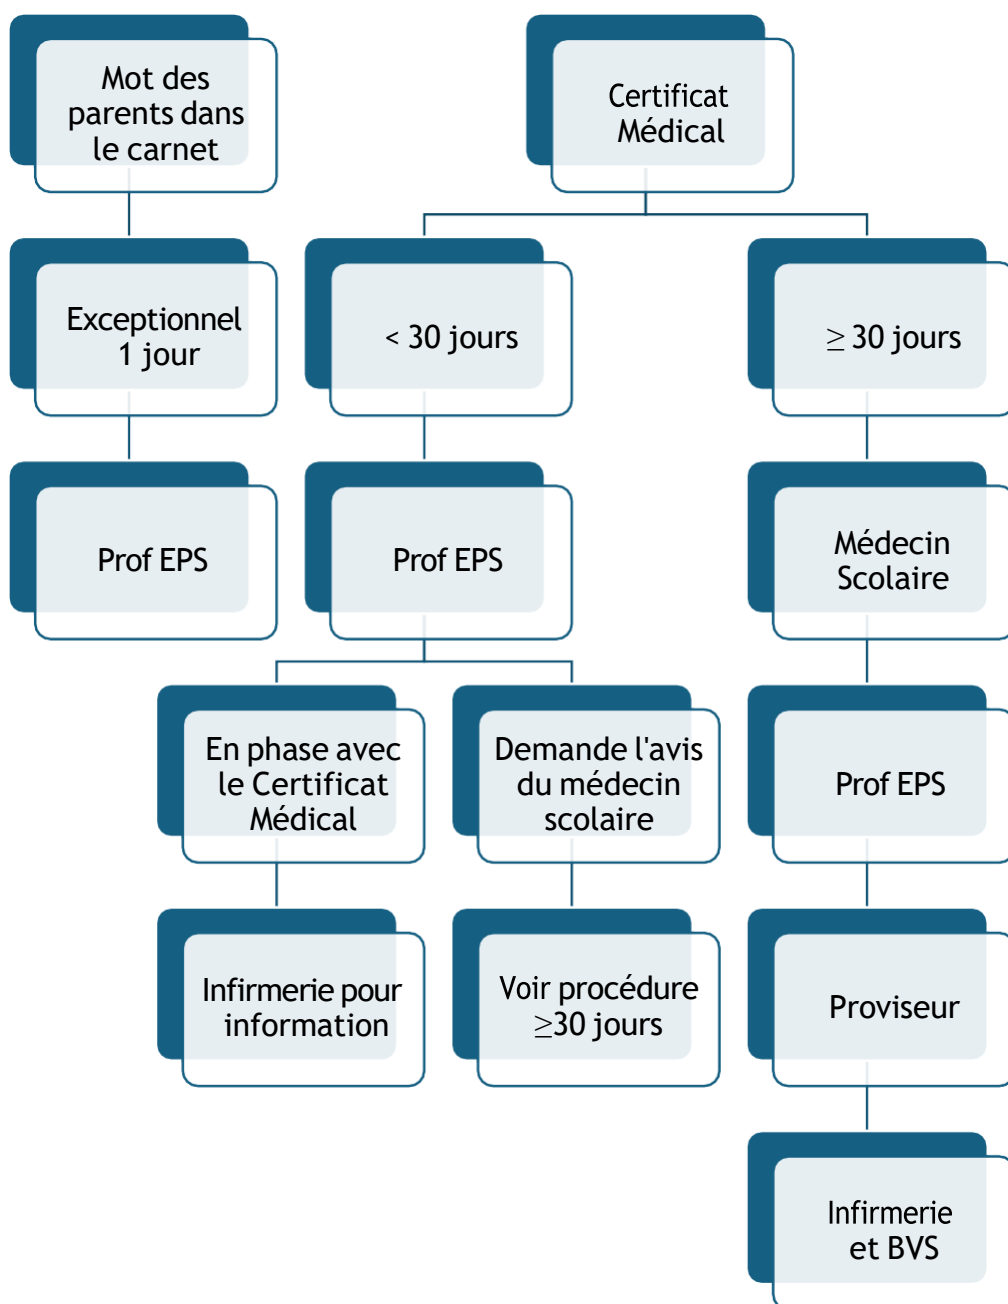 Mot des
parents dans
le carnet
Certificat
Médical
Exceptionnel
1 jour
< 30 jours
≥ 30 jours
Prof EPS
Prof EPS
Médecin
Scolaire
En phase avec
le Certificat
Médical
Demande l'avis
du médecin
scolaire
Prof EPS
Infirmerie pour
information
Voir procédure
≥30 jours
Proviseur
Infirmerie
et BVS